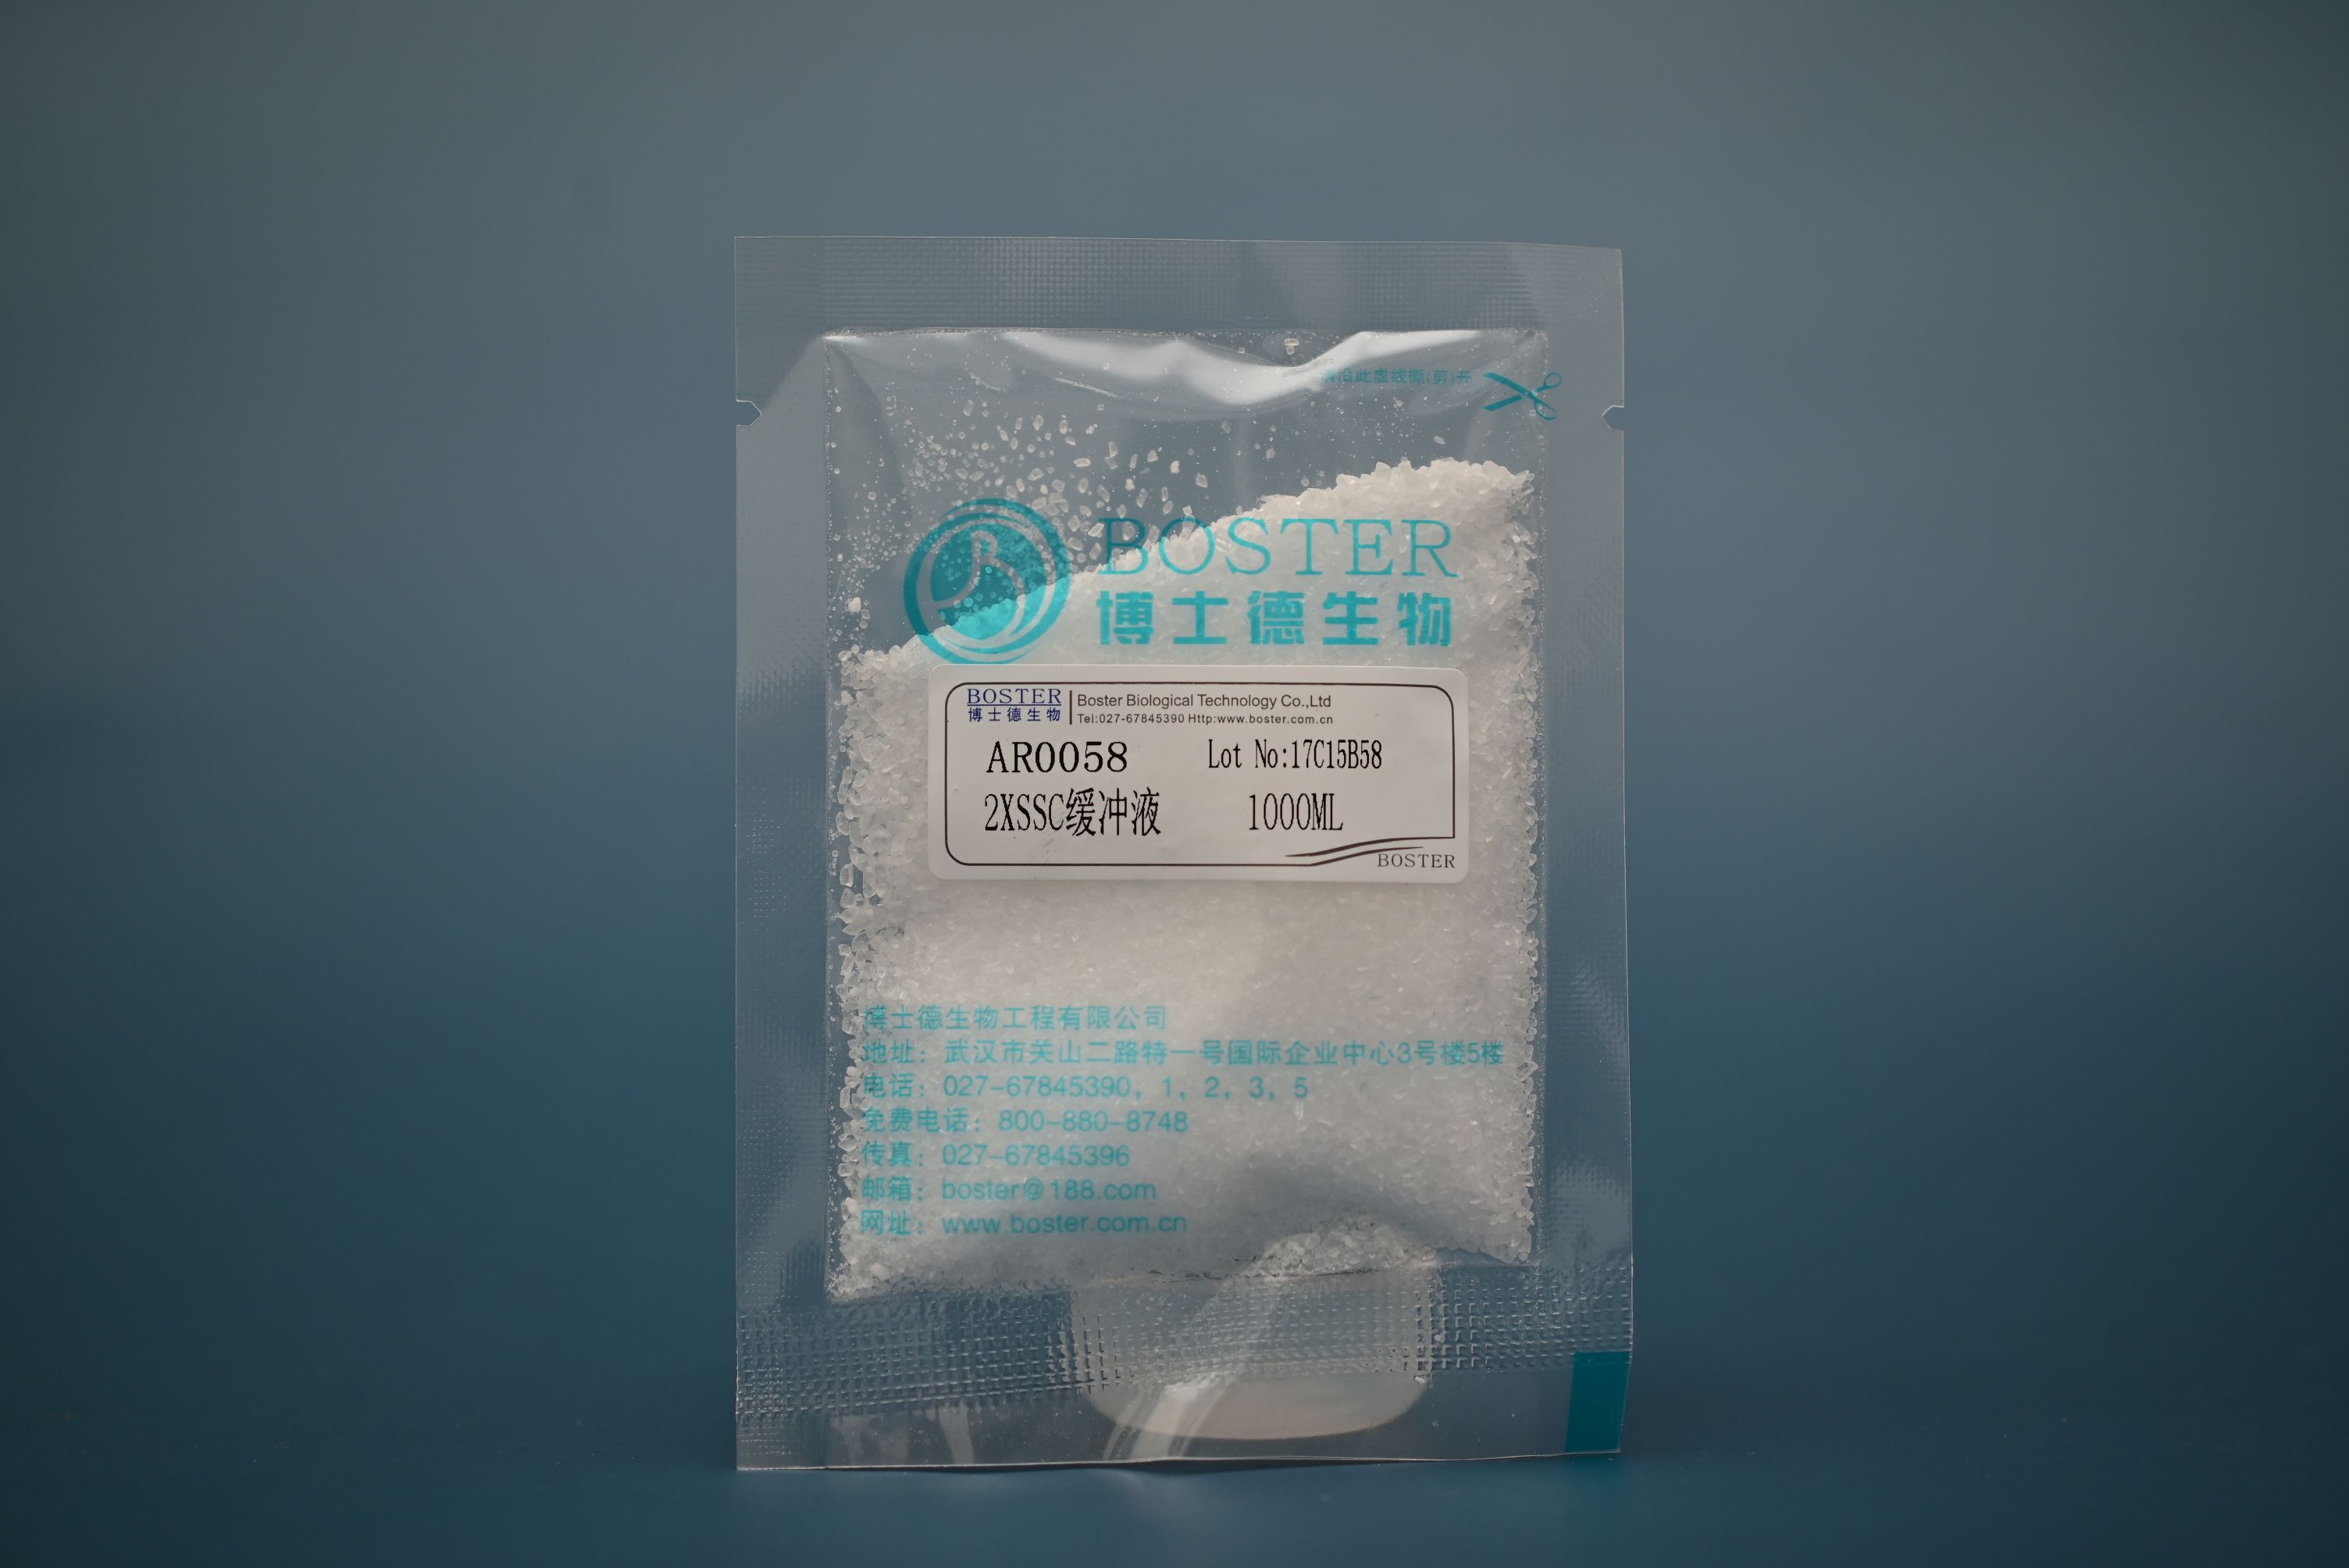 请沿此虚线撕(剪)开
BOSTER
博士德生物
BOSTER
博士德生物
Boster Biological Technology Co.,Ltd
Tel:027-67845390 Http:www.boster.com.cn
AR0058 Lot No:17C15B58
2XSSC缓冲液 1000ML
BOSTER
博士德生物工程有限公司
地址：武汉市关山二路特一号国际企业中心3号楼5楼
电话：027-67845390，1，2，3，5
免费电话：800-880-8748
传真：027-67845396
邮箱：boster@188.com
网址：www.boster.com.cn